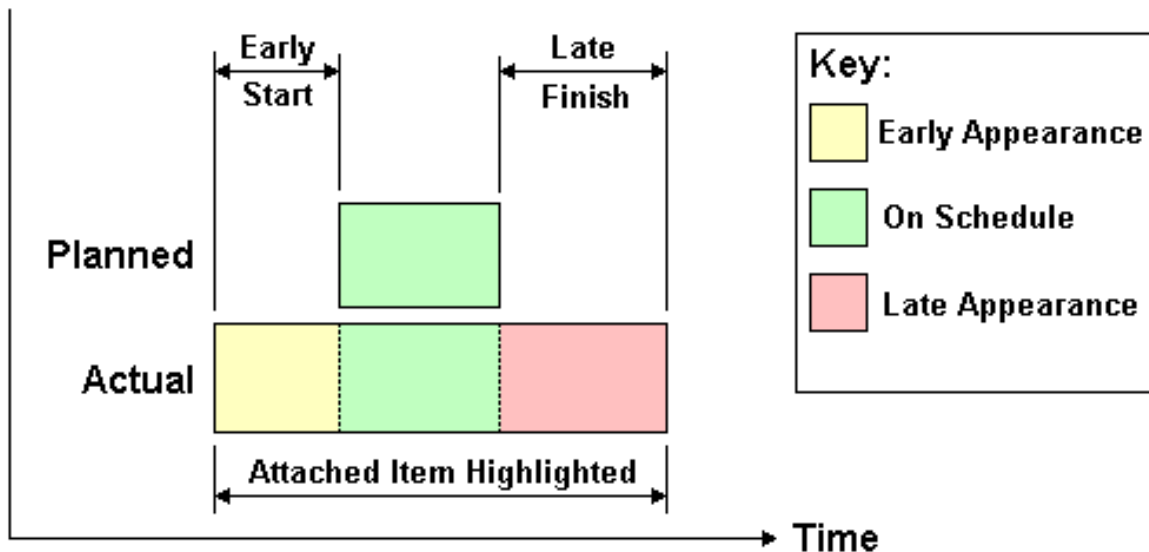 Early
Start
Late
Finish
Planned
Actual
Attached Item Highlighted
Time
Key:
Early Appearance
On Schedule
Late Appearance